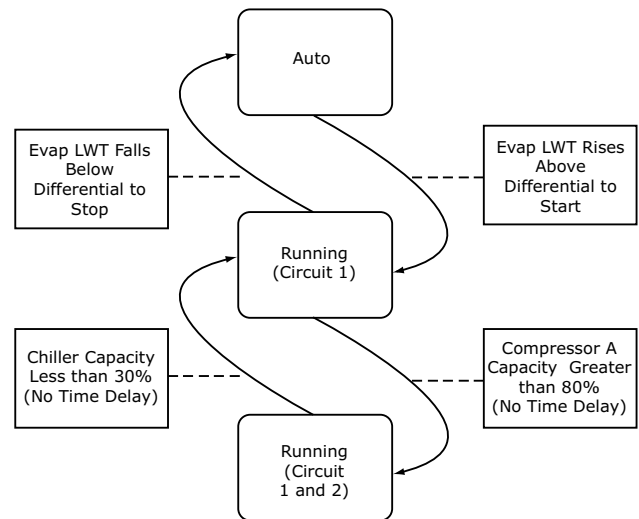 Auto
Evap LWT Falls
Below
Differential to
Stop
Evap LWT Rises
Above
Differential to
Start
Running
(Circuit 1)
Chiller Capacity
Less than 30%
(No Time Delay)
Compressor A
Capacity Greater
than 80%
(No Time Delay)
Running
(Circuit
1 and 2)